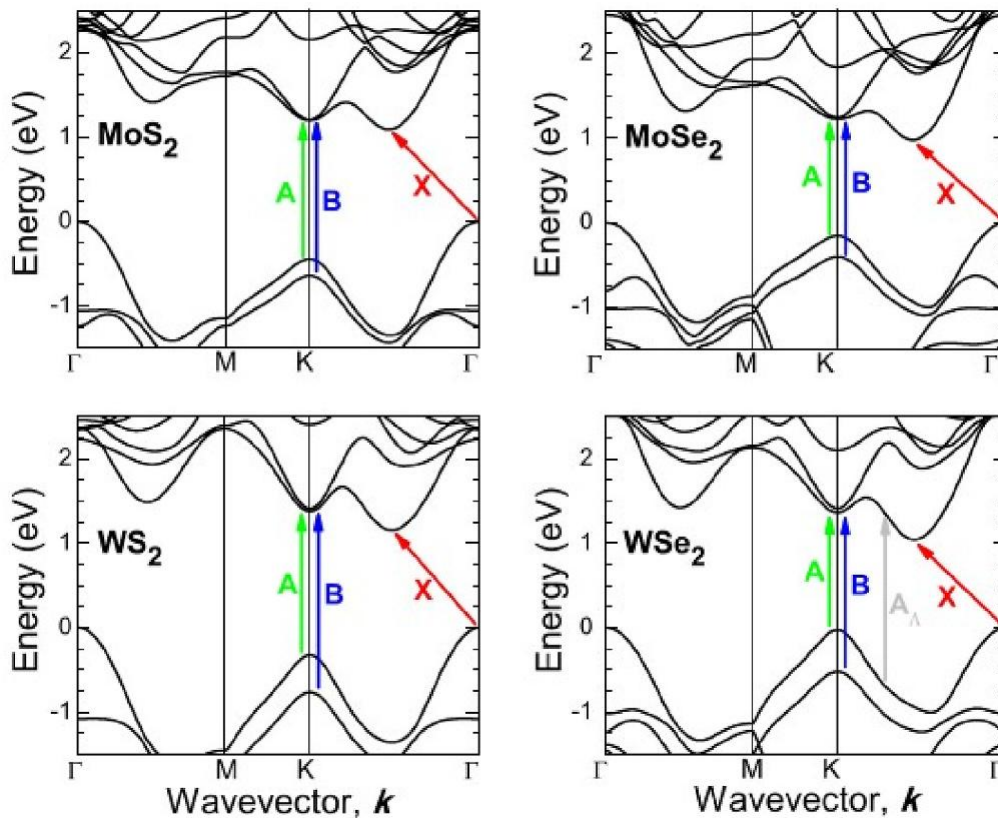 Energy (eV)
2
1
0
-1
MoS2
A
B
X
Γ
M
K
Γ
Energy (eV)
2
1
0
-1
MoSe2
A
B
X
Γ
M
K
Γ
Energy (eV)
2
1
0
-1
WS2
A
B
X
Γ
M
K
Γ
Wavevector, k
Energy (eV)
2
1
0
-1
WSe2
A
B
AΛ
X
Γ
M
K
Γ
Wavevector, k